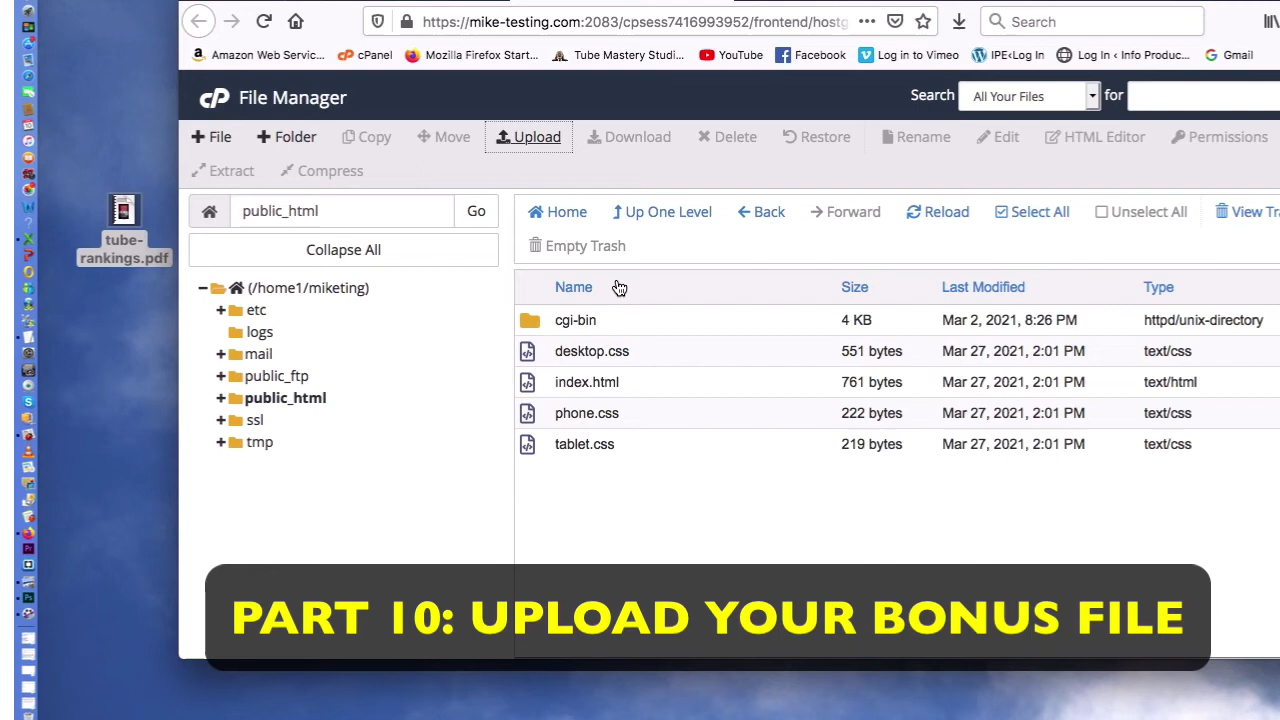 https://mike-testing.com:2083/cpsess7416993952/frontend/hostg
Search
Amazon Web Servic... cPanel Mozilla Firefox Start... Tube Mastery Studi... YouTube Facebook Log in to Vimeo IPE<Log In Log In < Info Produc... Gmail
cP File Manager Search All Your Files for
+ File + Folder Copy Move Upload Download Delete Restore Rename Edit HTML Editor Permissions
Extract Compress
public_html Go Home Up One Level Back Forward Reload Select All Unselect All View Tra
tube-
rankings.pdf
Collapse All Empty Trash
(/home1/miketing) Name Size Last Modified Type
etc cgi-bin 4 KB Mar 2, 2021, 8:26 PM httpd/unix-directory
logs desktop.css 551 bytes Mar 27, 2021, 2:01 PM text/css
mail
public_ftp index.html 761 bytes Mar 27, 2021, 2:01 PM text/html
public_html phone.css 222 bytes Mar 27, 2021, 2:01 PM text/css
ssl
tmp tablet.css 219 bytes Mar 27, 2021, 2:01 PM text/css
PART 10: UPLOAD YOUR BONUS FILE